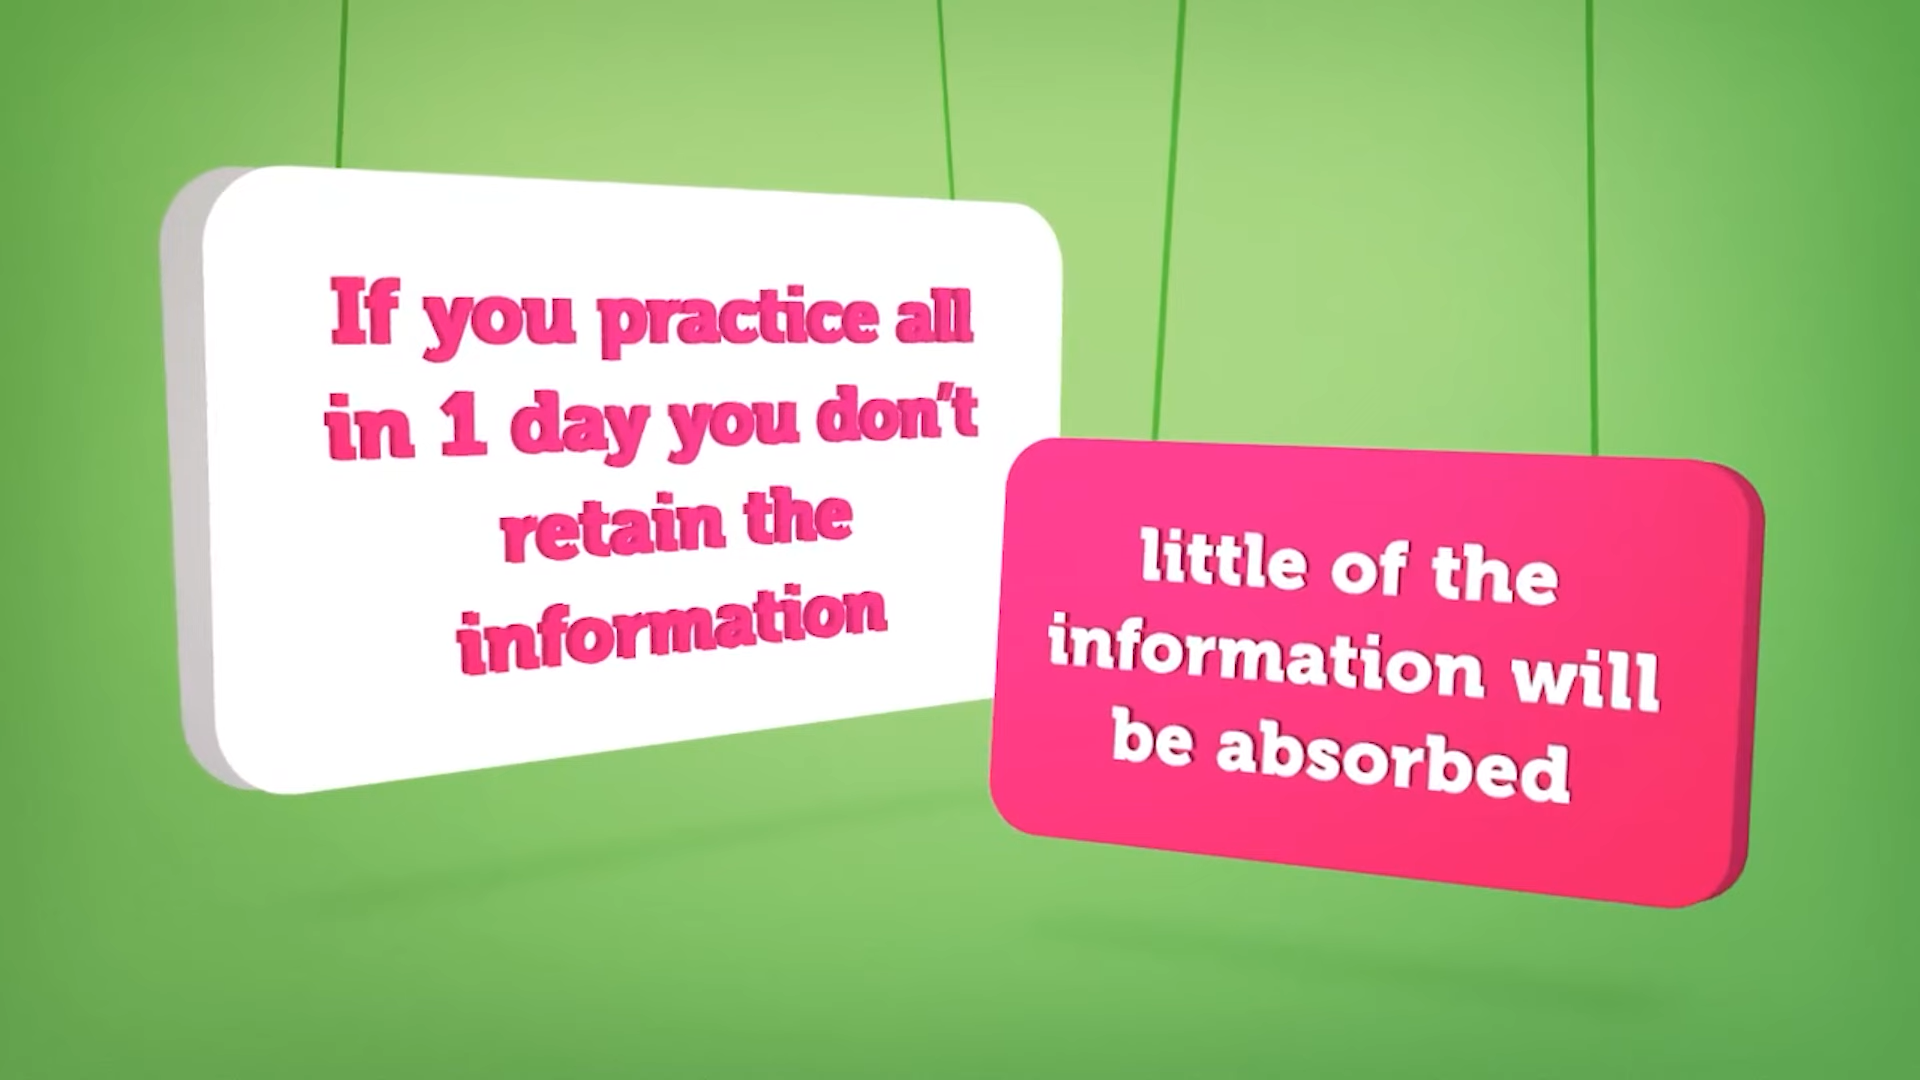 If you practice all
in 1 day you don't
retain the
information
little of the
information will
be absorbed